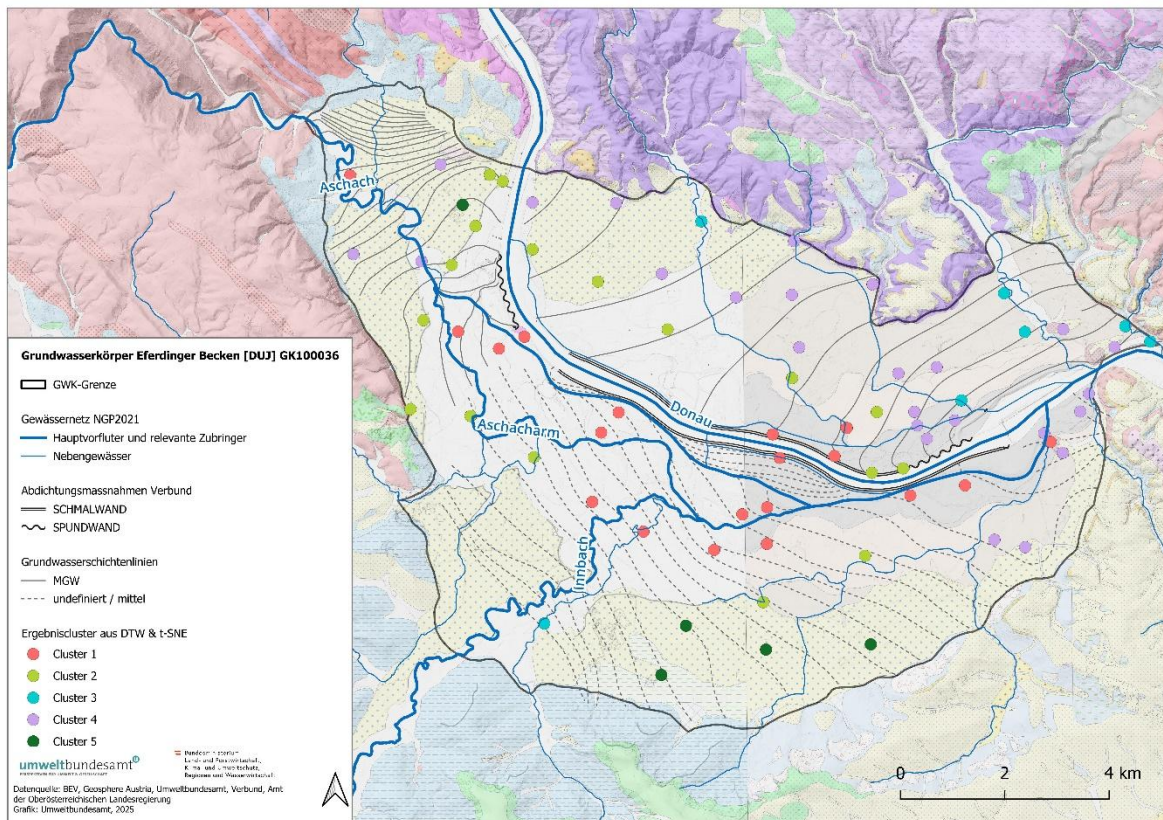 Aschach
Donau
Aschacharm
Innbach
Grundwasserkörper Eferdinger Becken [DUJ] GK100036
GWK-Grenze
Gewässernetz NGP2021
Hauptvorfluter und relevante Zubringer
Nebengewässer
Abdichtungsmassnahmen Verbund
SCHMALWAND
SPUNDWAND
Grundwasserschichtenlinien
MGW
undefiniert / mittel
Ergebniscluster aus DTW & t-SNE
Cluster 1
Cluster 2
Cluster 3
Cluster 4
Cluster 5
umweltbundesamt
Datenquelle: BEV, Geosphere Austria, Umweltbundesamt, Verbund, Amt
der Oberösterreichischen Landesregierung
Grafik: Umweltbundesamt, 2025
0 2 4 km